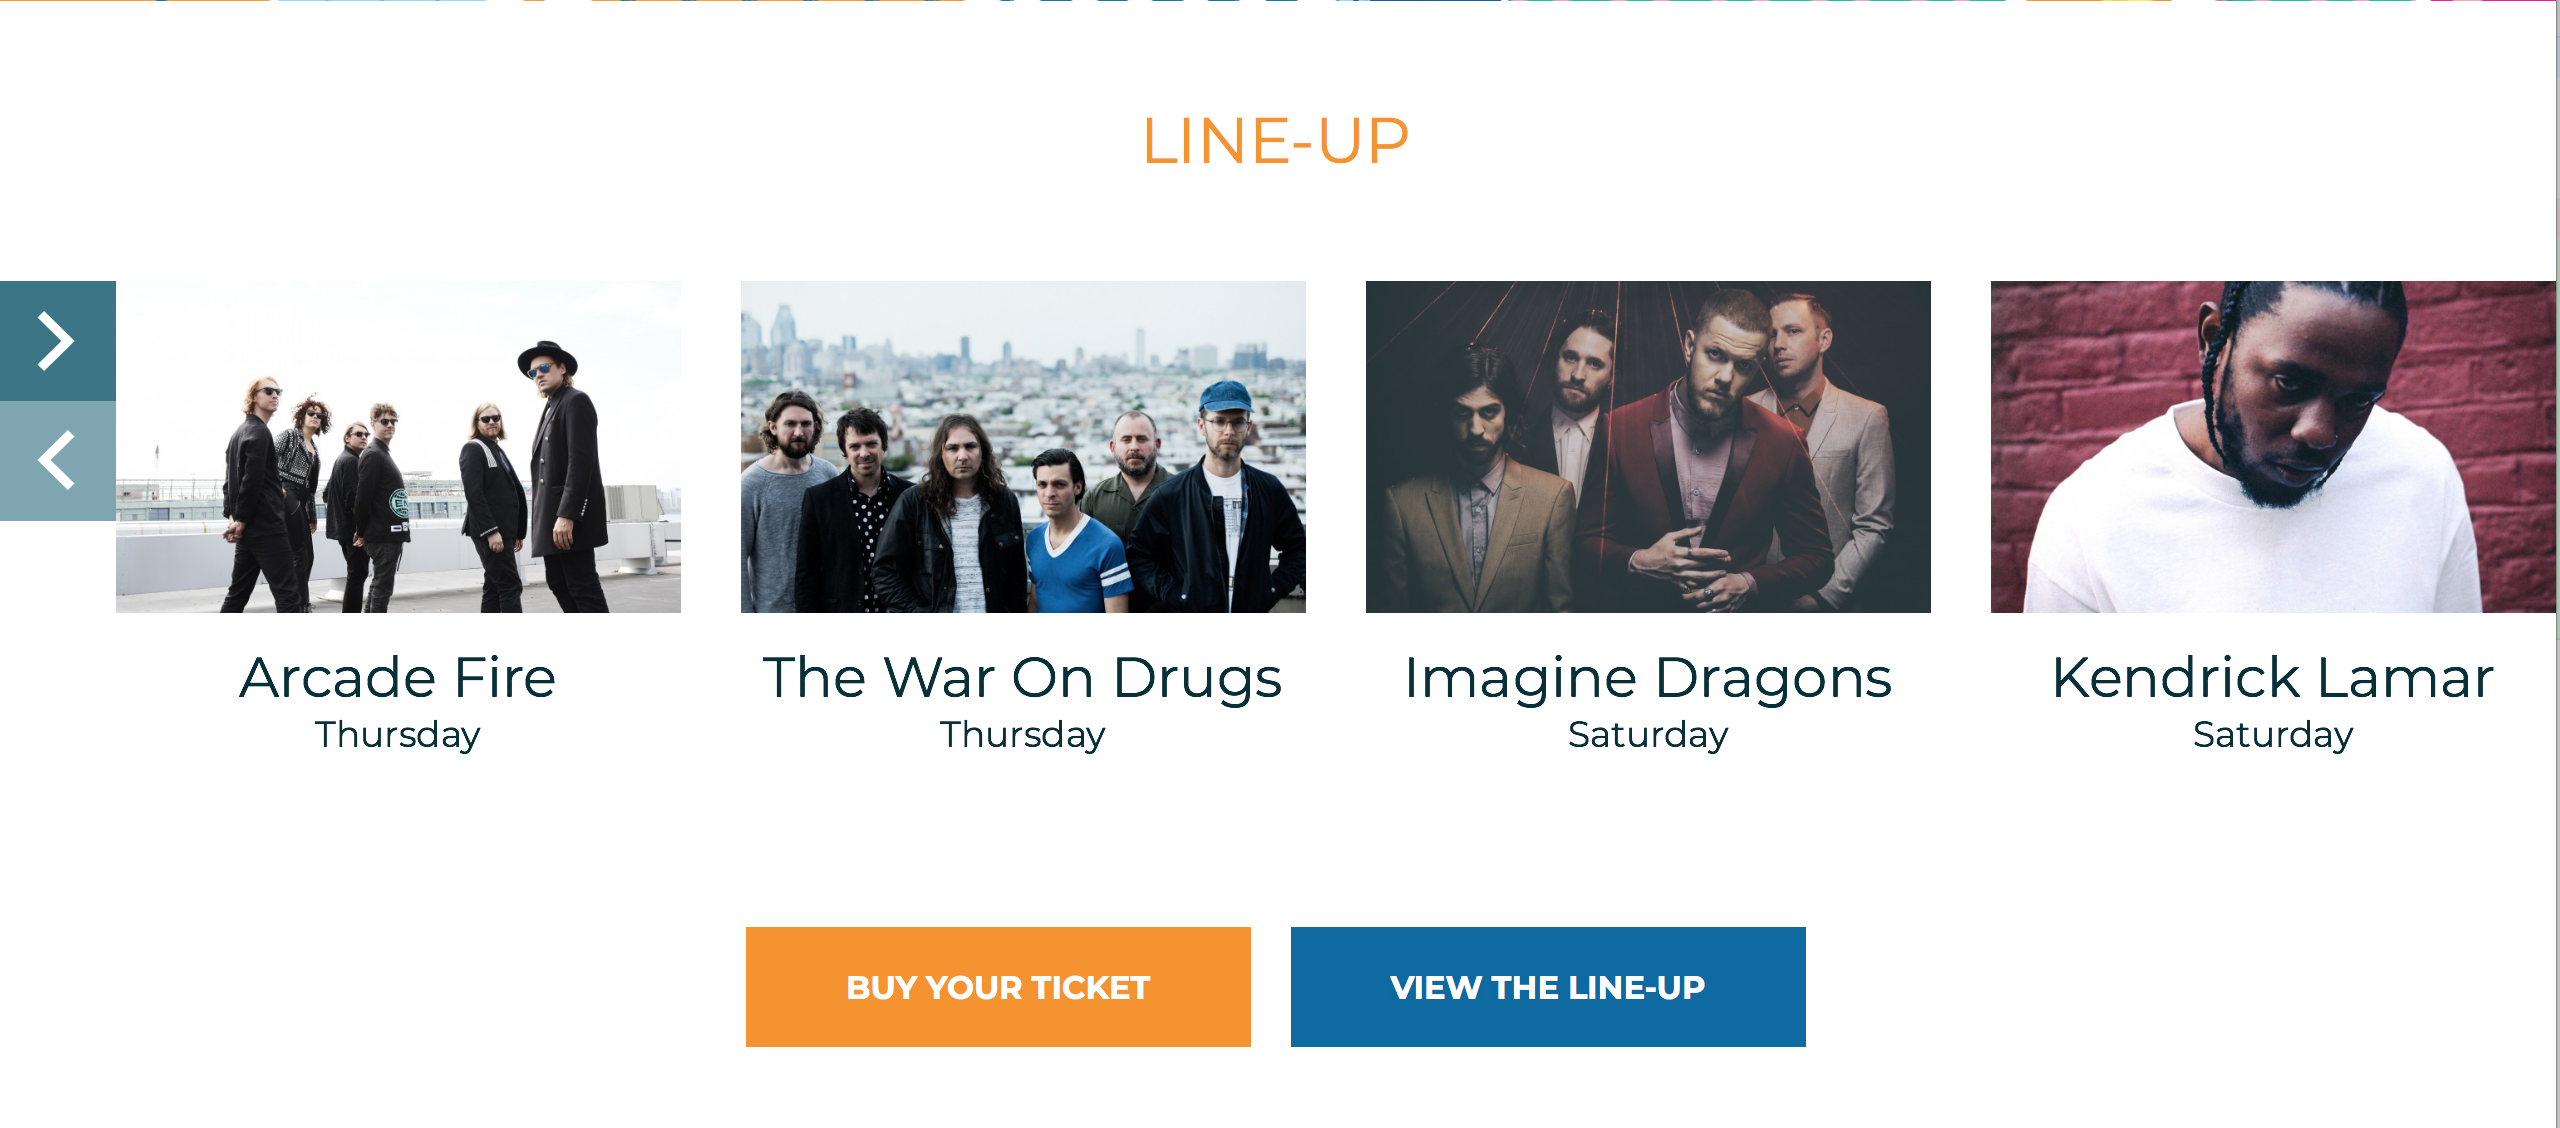 LINE-UP
Arcade Fire
Thursday
The War On Drugs
Thursday
Imagine Dragons
Saturday
Kendrick Lamar
Saturday
BUY YOUR TICKET
VIEW THE LINE-UP